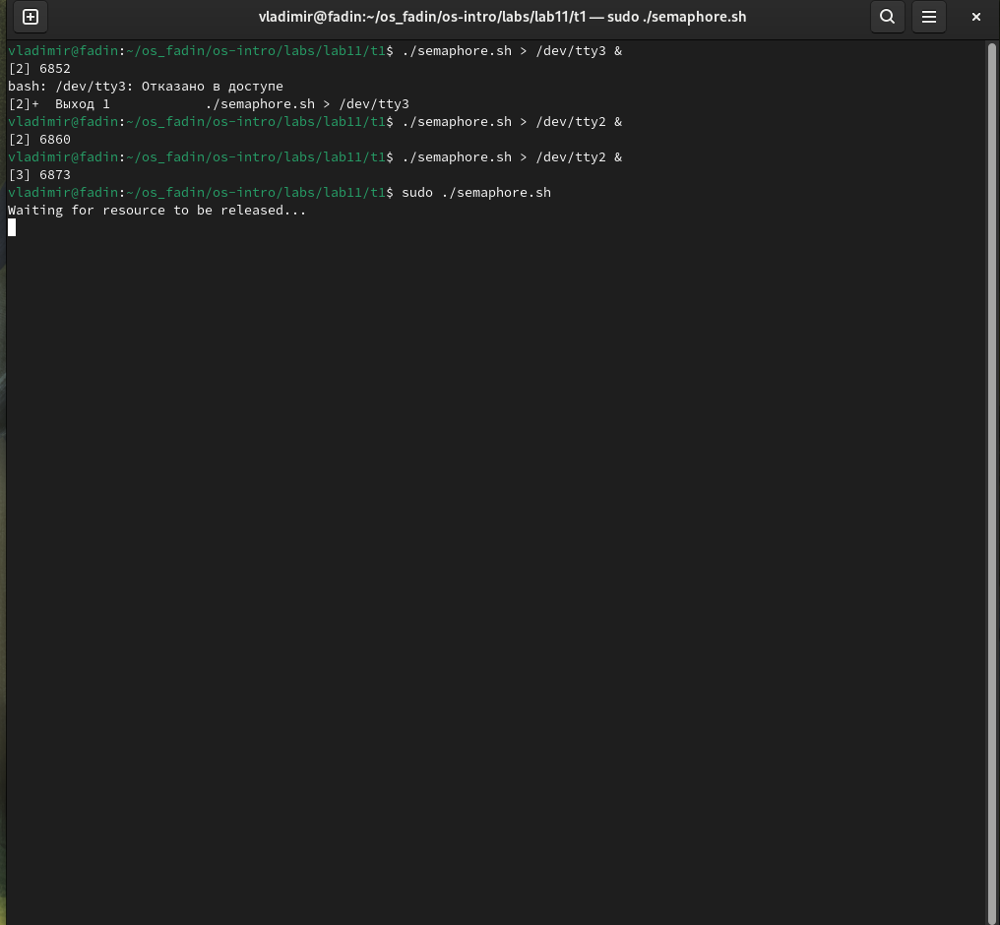 vladimir@fadin:~/os_fadin/os-intro/labs/lab11/t1 — sudo ./semaphore.sh
vladimir@fadin:~/os_fadin/os-intro/labs/lab11/t1$ ./semaphore.sh > /dev/tty3 &
[2] 6852
bash: /dev/tty3: Отказано в доступе
[2]+  Выход 1            ./semaphore.sh > /dev/tty3
vladimir@fadin:~/os_fadin/os-intro/labs/lab11/t1$ ./semaphore.sh > /dev/tty2 &
[2] 6860
vladimir@fadin:~/os_fadin/os-intro/labs/lab11/t1$ ./semaphore.sh > /dev/tty2 &
[3] 6873
vladimir@fadin:~/os_fadin/os-intro/labs/lab11/t1$ sudo ./semaphore.sh
Waiting for resource to be released...